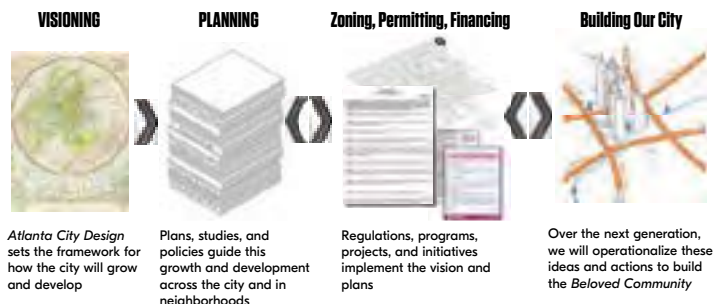 VISIONING
PLANNING
Zoning, Permitting, Financing
Building Our City
Atlanta City Design
sets the framework for
how the city will grow
and develop
Plans, studies, and
policies guide this
growth and development
across the city and in
neighborhoods
Regulations, programs,
projects, and initiatives
implement the vision and
plans
Over the next generation,
we will operationalize these
ideas and actions to build
the Beloved Community